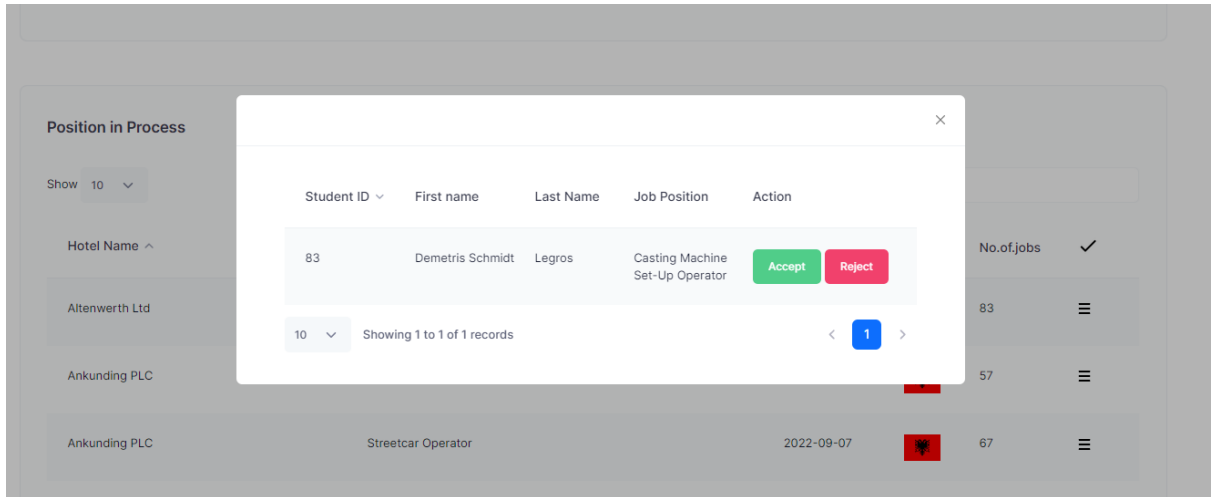 Position in Process
Show 10
Hotel Name No.of.jobs
Altenwerth Ltd 83
Ankunding PLC 57
Ankunding PLC Streetcar Operator 2022-09-07 67
Student ID First name Last Name Job Position Action
83 Demetris Schmidt Legros Casting Machine Accept Reject
Set-Up Operator
10 Showing 1 to 1 of 1 records 1